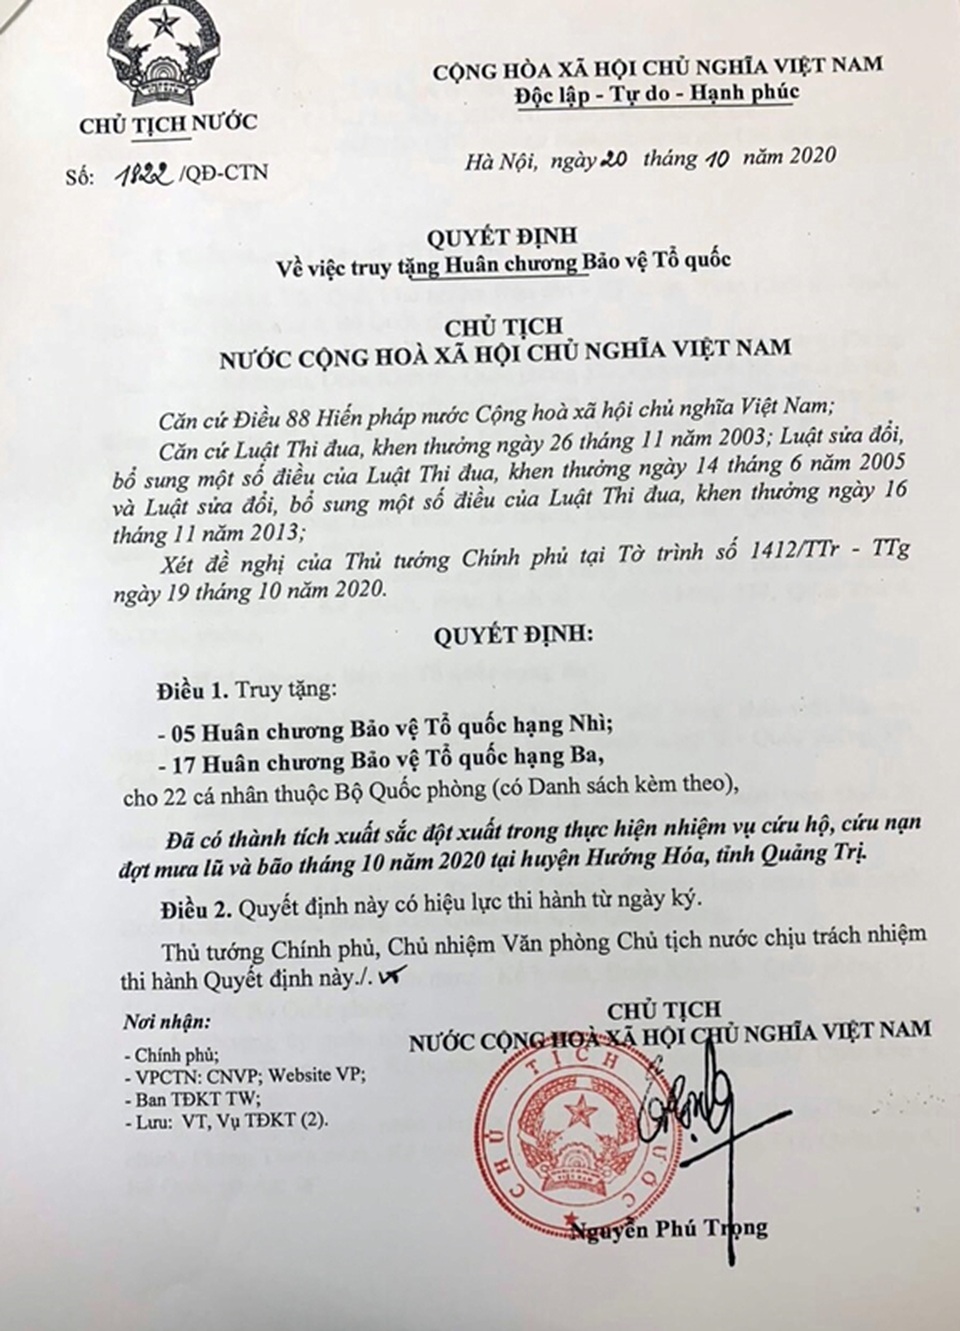 CHỦ TỊCH NƯỚC
Số: 1822/QĐ-CTN
CỘNG HÒA XÃ HỘI CHỦ NGHĨA VIỆT NAM
Độc lập - Tự do - Hạnh phúc
Hà Nội, ngày 20 tháng 10 năm 2020
QUYẾT ĐỊNH
Về việc truy tặng Huân chương Bảo vệ Tổ quốc
CHỦ TỊCH
NƯỚC CỘNG HOÀ XÃ HỘI CHỦ NGHĨA VIỆT NAM
Căn cứ Điều 88 Hiến pháp nước Cộng hoà xã hội chủ nghĩa Việt Nam;
Căn cứ Luật Thi đua, khen thưởng ngày 26 tháng 11 năm 2003; Luật sửa đổi,
bổ sung một số điều của Luật Thi đua, khen thưởng ngày 14 tháng 6 năm 2005
và Luật sửa đổi, bổ sung một số điều của Luật Thi đua, khen thưởng ngày 16
tháng 11 năm 2013;
Xét đề nghị của Thủ tướng Chính phủ tại Tờ trình số 1412/TTr - TTg
ngày 19 tháng 10 năm 2020.
QUYẾT ĐỊNH:
Điều 1. Truy tặng:
- 05 Huân chương Bảo vệ Tổ quốc hạng Nhì;
- 17 Huân chương Bảo vệ Tổ quốc hạng Ba,
cho 22 cá nhân thuộc Bộ Quốc phòng (có Danh sách kèm theo),
Đã có thành tích xuất sắc đột xuất trong thực hiện nhiệm vụ cứu hộ, cứu nạn
đợt mưa lũ và bão tháng 10 năm 2020 tại huyện Hướng Hóa, tỉnh Quảng Trị.
Điều 2. Quyết định này có hiệu lực thi hành từ ngày ký.
Thủ tướng Chính phủ, Chủ nhiệm Văn phòng Chủ tịch nước chịu trách nhiệm
thi hành Quyết định này./.
Nơi nhận:
- Chính phủ;
- VPCTN: CNVP; Website VP;
- Ban TĐKT TW;
- Lưu: VT, Vụ TĐKT (2).
CHỦ TỊCH
NƯỚC CỘNG HOÀ XÃ HỘI CHỦ NGHĨA VIỆT NAM
CHỦ TỊCH NƯỚC
Nguyễn Phú Trọng